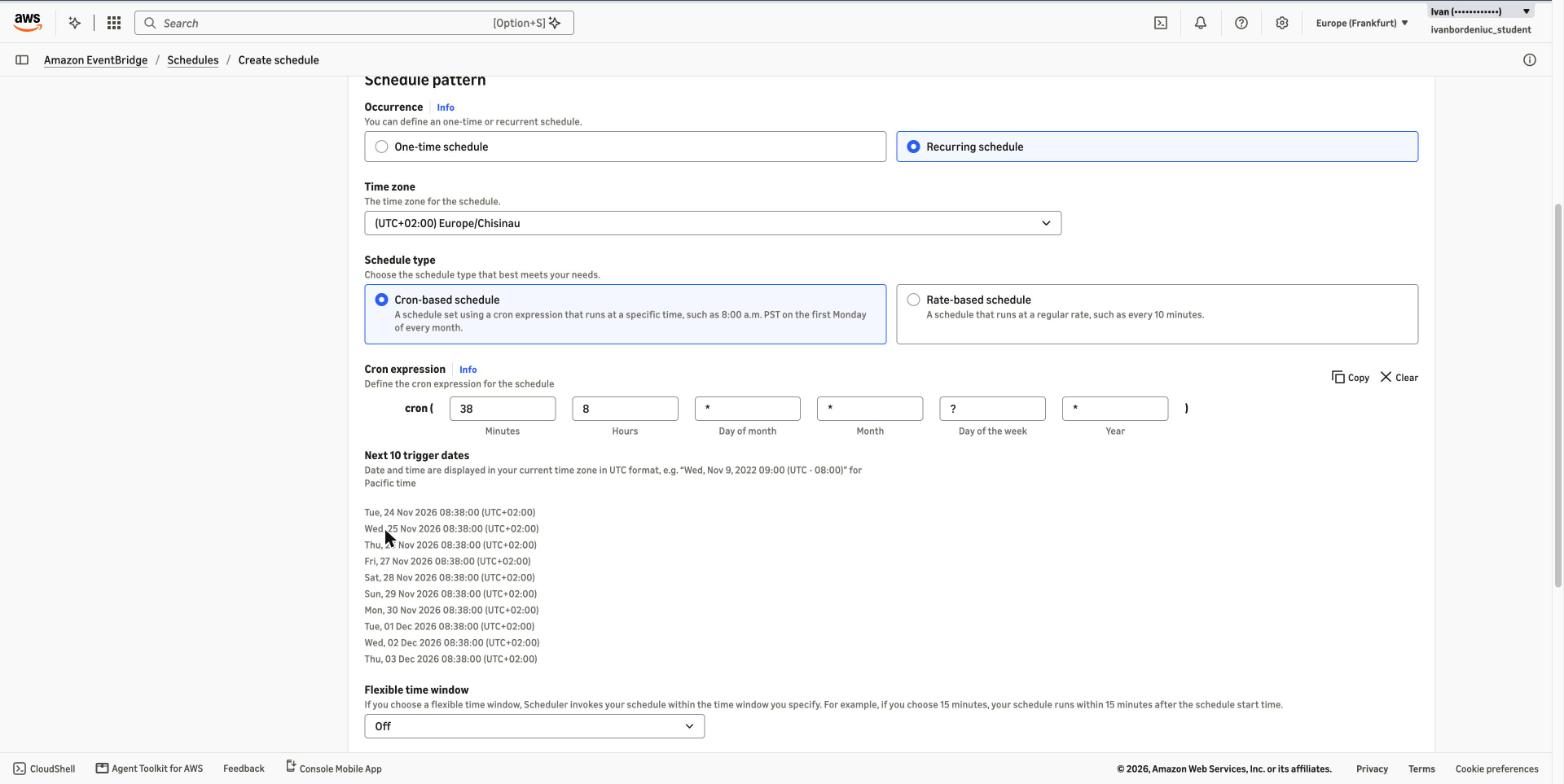 aws
Search [Option+S]
Europe (Frankfurt)
Ivan (••••••••••••)
ivanbordeniuc_student
Amazon EventBridge / Schedules / Create schedule
Schedule pattern
Occurrence Info
You can define an one-time or recurrent schedule.
One-time schedule
Recurring schedule
Time zone
The time zone for the schedule.
(UTC+02:00) Europe/Chisinau
Schedule type
Choose the schedule type that best meets your needs.
Cron-based schedule
A schedule set using a cron expression that runs at a specific time, such as 8:00 a.m. PST on the first Monday
of every month.
Rate-based schedule
A schedule that runs at a regular rate, such as every 10 minutes.
Cron expression Info
Define the cron expression for the schedule
Copy Clear
cron ( 38 8 * * ? * )
Minutes Hours Day of month Month Day of the week Year
Next 10 trigger dates
Date and time are displayed in your current time zone in UTC format, e.g. "Wed, Nov 9, 2022 09:00 (UTC - 08:00)" for
Pacific time
Tue, 24 Nov 2026 08:38:00 (UTC+02:00)
Wed, 25 Nov 2026 08:38:00 (UTC+02:00)
Thu, Nov 2026 08:38:00 (UTC+02:00)
Fri, 27 Nov 2026 08:38:00 (UTC+02:00)
Sat, 28 Nov 2026 08:38:00 (UTC+02:00)
Sun, 29 Nov 2026 08:38:00 (UTC+02:00)
Mon, 30 Nov 2026 08:38:00 (UTC+02:00)
Tue, 01 Dec 2026 08:38:00 (UTC+02:00)
Wed, 02 Dec 2026 08:38:00 (UTC+02:00)
Thu, 03 Dec 2026 08:38:00 (UTC+02:00)
Flexible time window
If you choose a flexible time window, Scheduler invokes your schedule within the time window you specify. For example, if you choose 15 minutes, your schedule runs within 15 minutes after the schedule start time.
Off
CloudShell Agent Toolkit for AWS Feedback Console Mobile App © 2026, Amazon Web Services, Inc. or its affiliates. Privacy Terms Cookie preferences